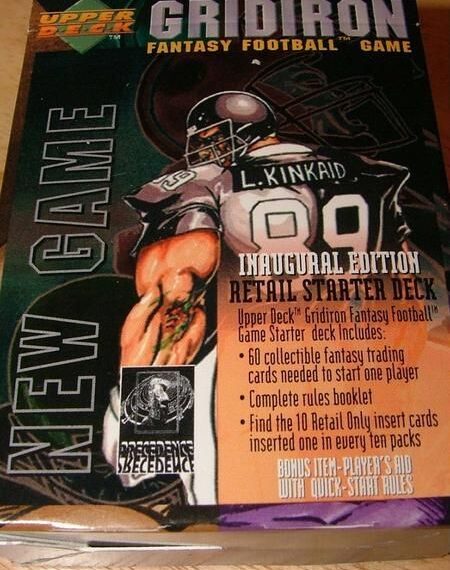 UPPER
DECK™
GRIDIRON
FANTASY FOOTBALL™ GAME
NEW GAME
L. KINKAID
89
INAUGURAL EDITION
RETAIL STARTER DECK
Upper Deck™ Gridiron Fantasy Football™
Game Starter deck Includes:
• 60 collectible fantasy trading
cards needed to start one player
• Complete rules booklet
• Find the 10 Retail Only insert cards
inserted one in every ten packs
BONUS ITEM-PLAYER'S AID
WITH QUICK-START RULES
PRECEDENCE
PRECEDENCE